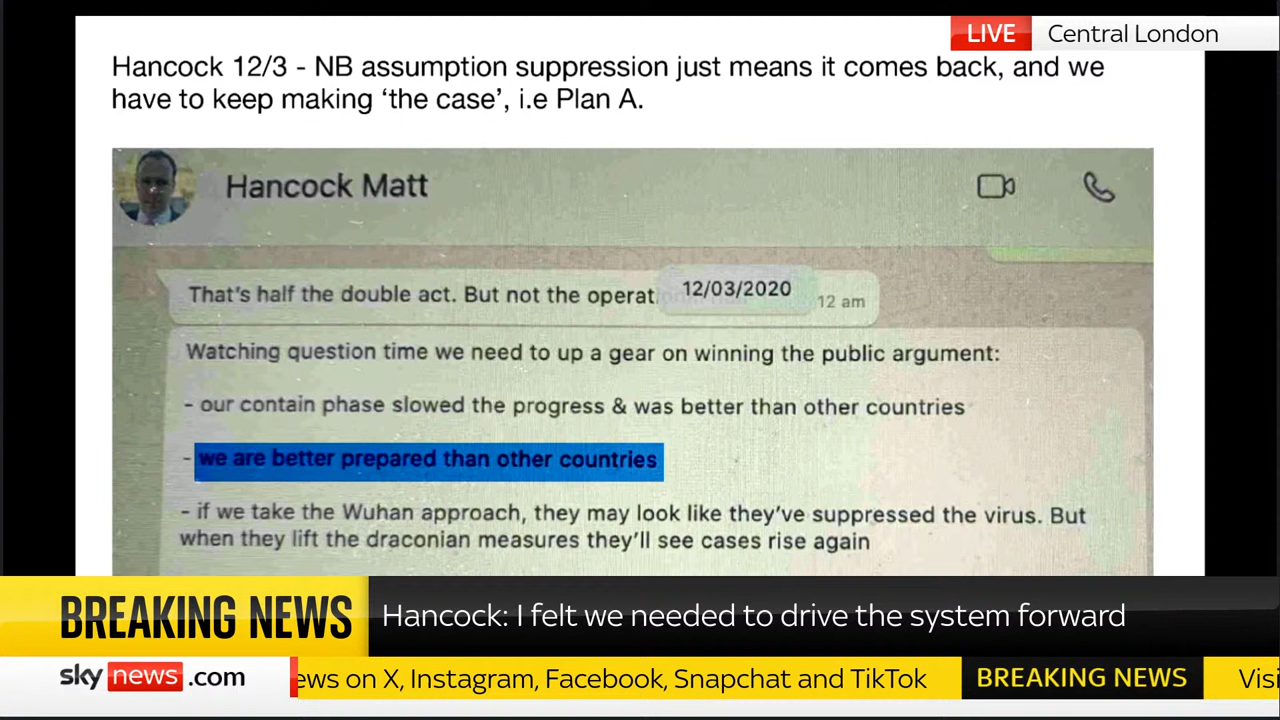 LIVE Central London
Hancock 12/3 - NB assumption suppression just means it comes back, and we
have to keep making ‘the case’, i.e Plan A.
Hancock Matt
That's half the double act. But not the operat
12/03/2020
12 am
Watching question time we need to up a gear on winning the public argument:
- our contain phase slowed the progress & was better than other countries
- we are better prepared than other countries
- if we take the Wuhan approach, they may look like they've suppressed the virus. But
when they lift the draconian measures they'll see cases rise again
BREAKING NEWS
Hancock: I felt we needed to drive the system forward
sky news .com
ews on X, Instagram, Facebook, Snapchat and TikTok
BREAKING NEWS
Visi